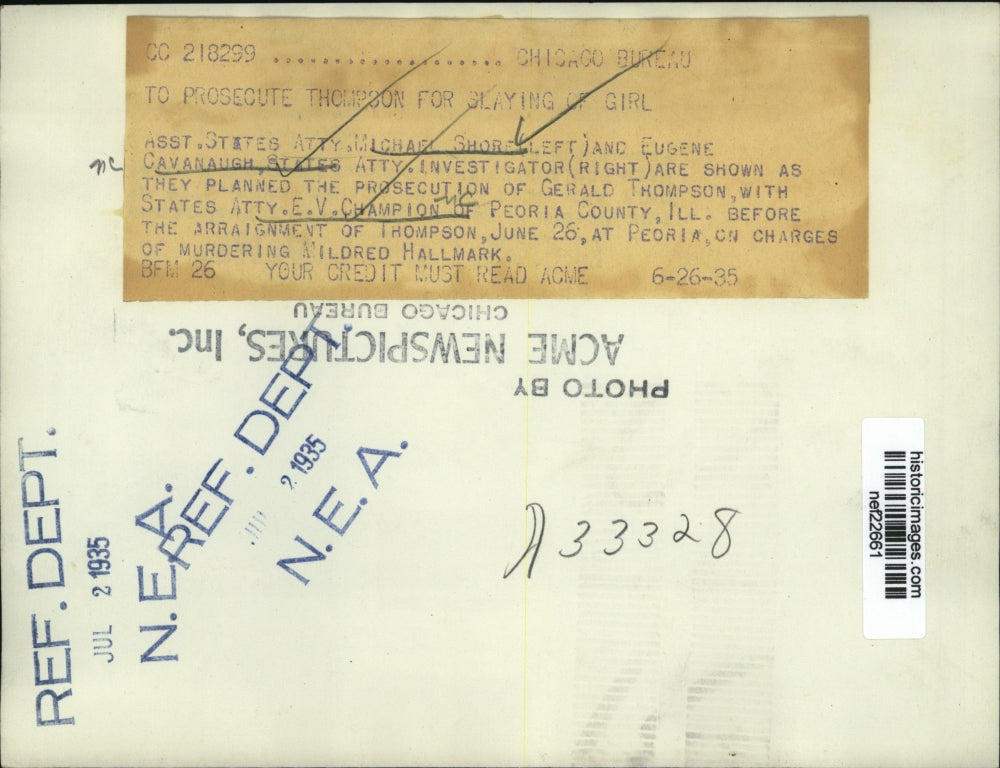 CC 218299 .................... CHICAGO BUREAU
TO PROSECUTE THOMPSON FOR SLAYING OF GIRL
ASST.STATES ATTY.MICHAEL SHORE(LEFT)AND EUGENE
CAVANAUGH,STATES ATTY.INVESTIGATOR(RIGHT)ARE SHOWN AS
THEY PLANNED THE PROSECUTION OF GERALD THOMPSON,WITH
STATES ATTY.E.V.CHAMPION OF PEORIA COUNTY,ILL. BEFORE
THE ARRAIGNMENT OF THOMPSON,JUNE 26,AT PEORIA,ON CHARGES
OF MURDERING MILDRED HALLMARK.
BFM 26 YOUR CREDIT MUST READ ACME 6-26-35
nc
nc
PHOTO BY
ACME NEWSPICTURES, Inc.
CHICAGO BUREAU
REF. DEPT.
JUL 2 1935
N.E.A.
REF. DEPT.
JUL 2 1935
N.E.A.
33328
historicimages.com
nef22661